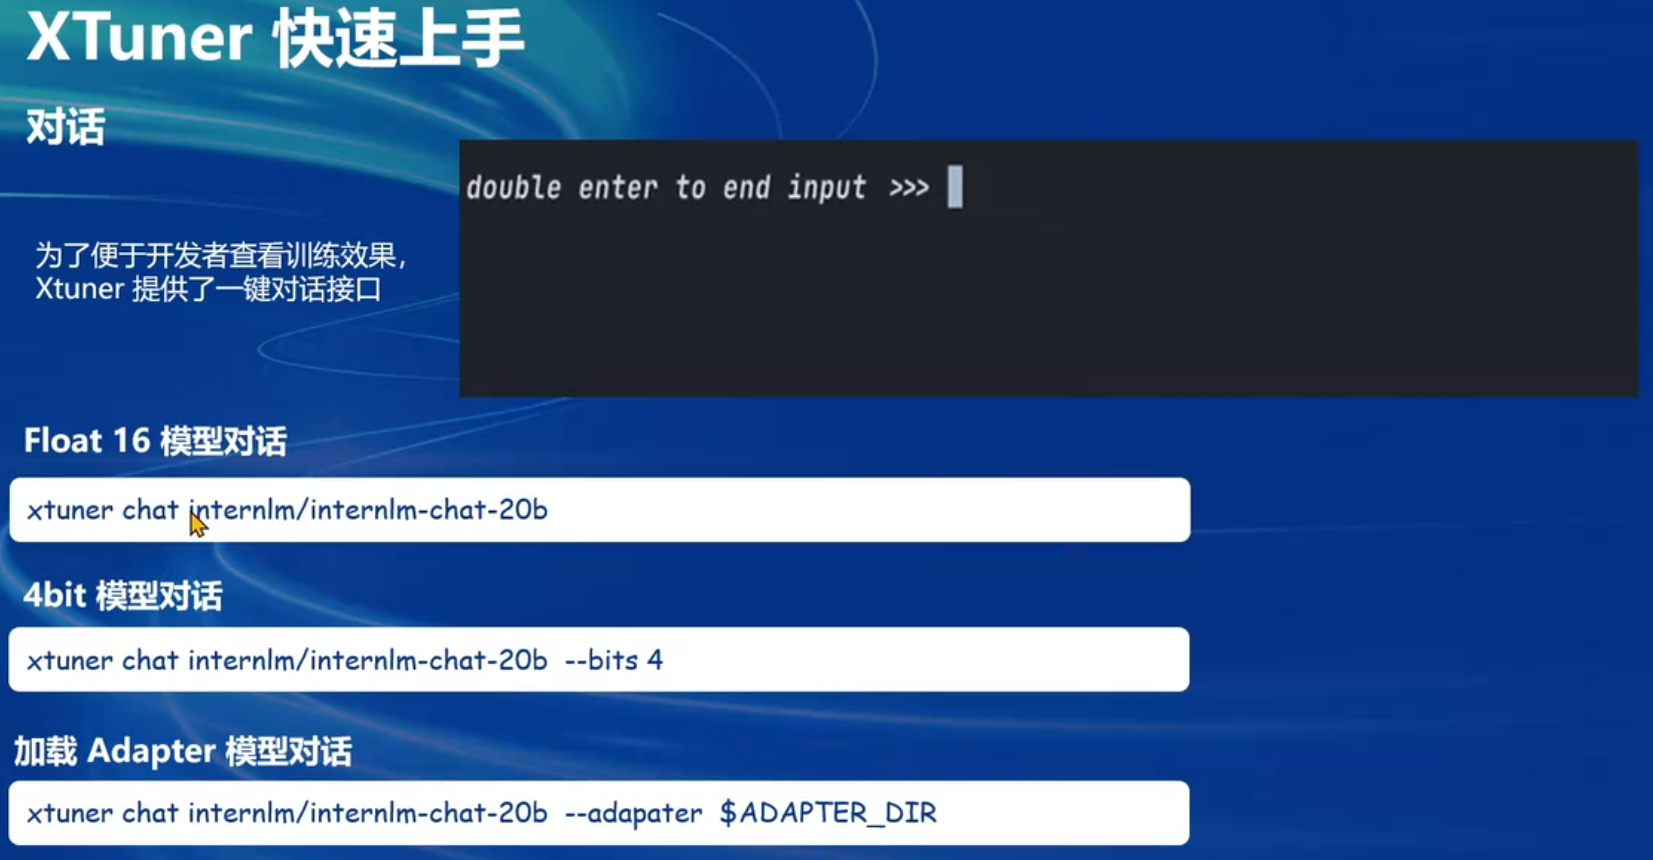 XTuner 快速上手
对话
double enter to end input >>>
为了便于开发者查看训练效果，
Xtuner 提供了一键对话接口
Float 16 模型对话
xtuner chat internlm/internlm-chat-20b
4bit 模型对话
xtuner chat internlm/internlm-chat-20b --bits 4
加载 Adapter 模型对话
xtuner chat internlm/internlm-chat-20b --adapater $ADAPTER_DIR